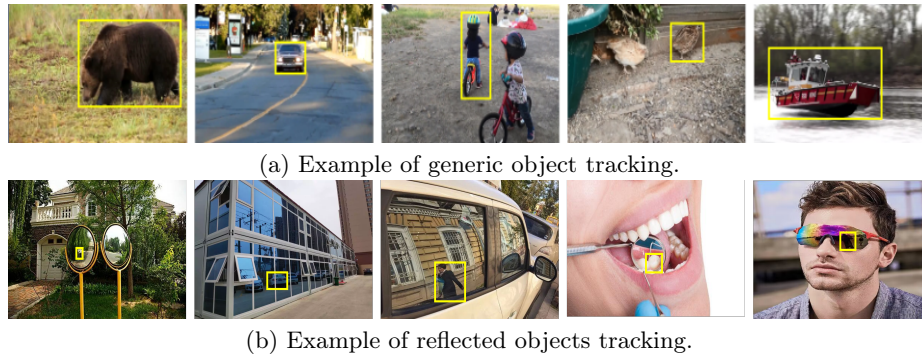 (a) Example of generic object tracking.
(b) Example of reflected objects tracking.